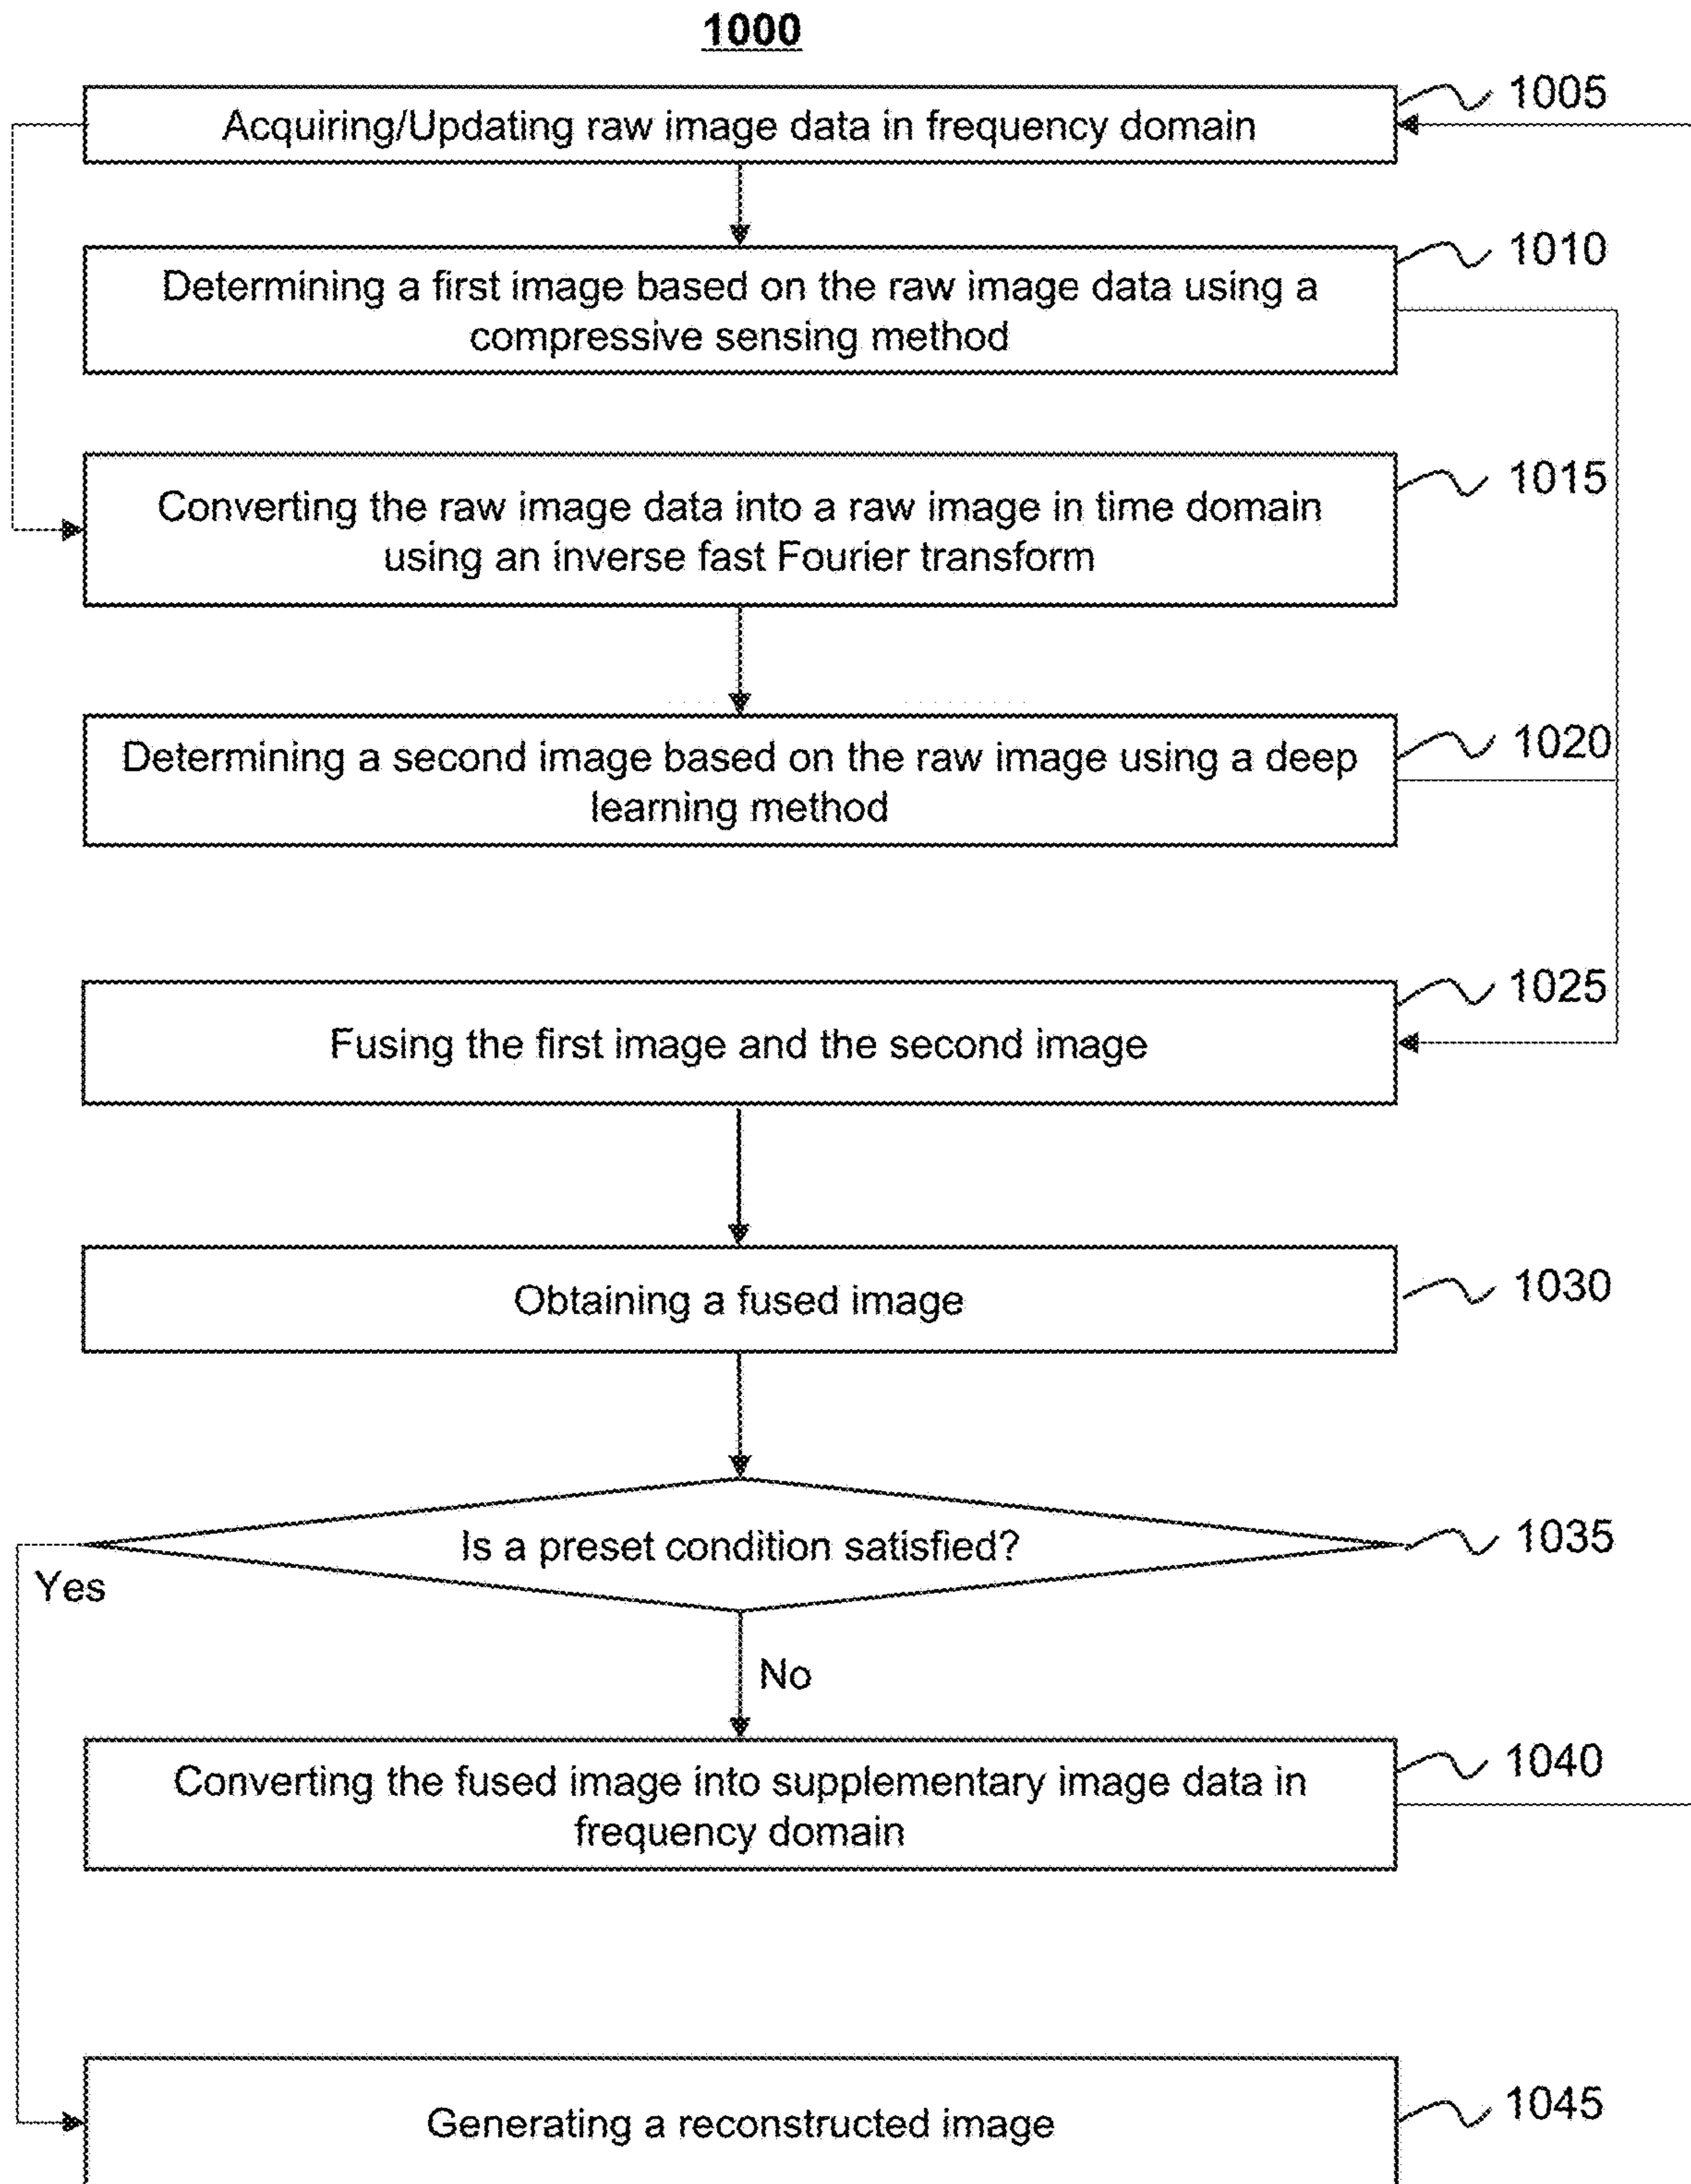 1000
Acquiring/Updating raw image data in frequency domain
1005
Determining a first image based on the raw image data using a
compressive sensing method
1010
Converting the raw image data into a raw image in time domain
using an inverse fast Fourier transform
1015
Determining a second image based on the raw image using a deep
learning method
1020
Fusing the first image and the second image
1025
Obtaining a fused image
1030
Is a preset condition satisfied?
1035
Yes
No
Converting the fused image into supplementary image data in
frequency domain
1040
Generating a reconstructed image
1045